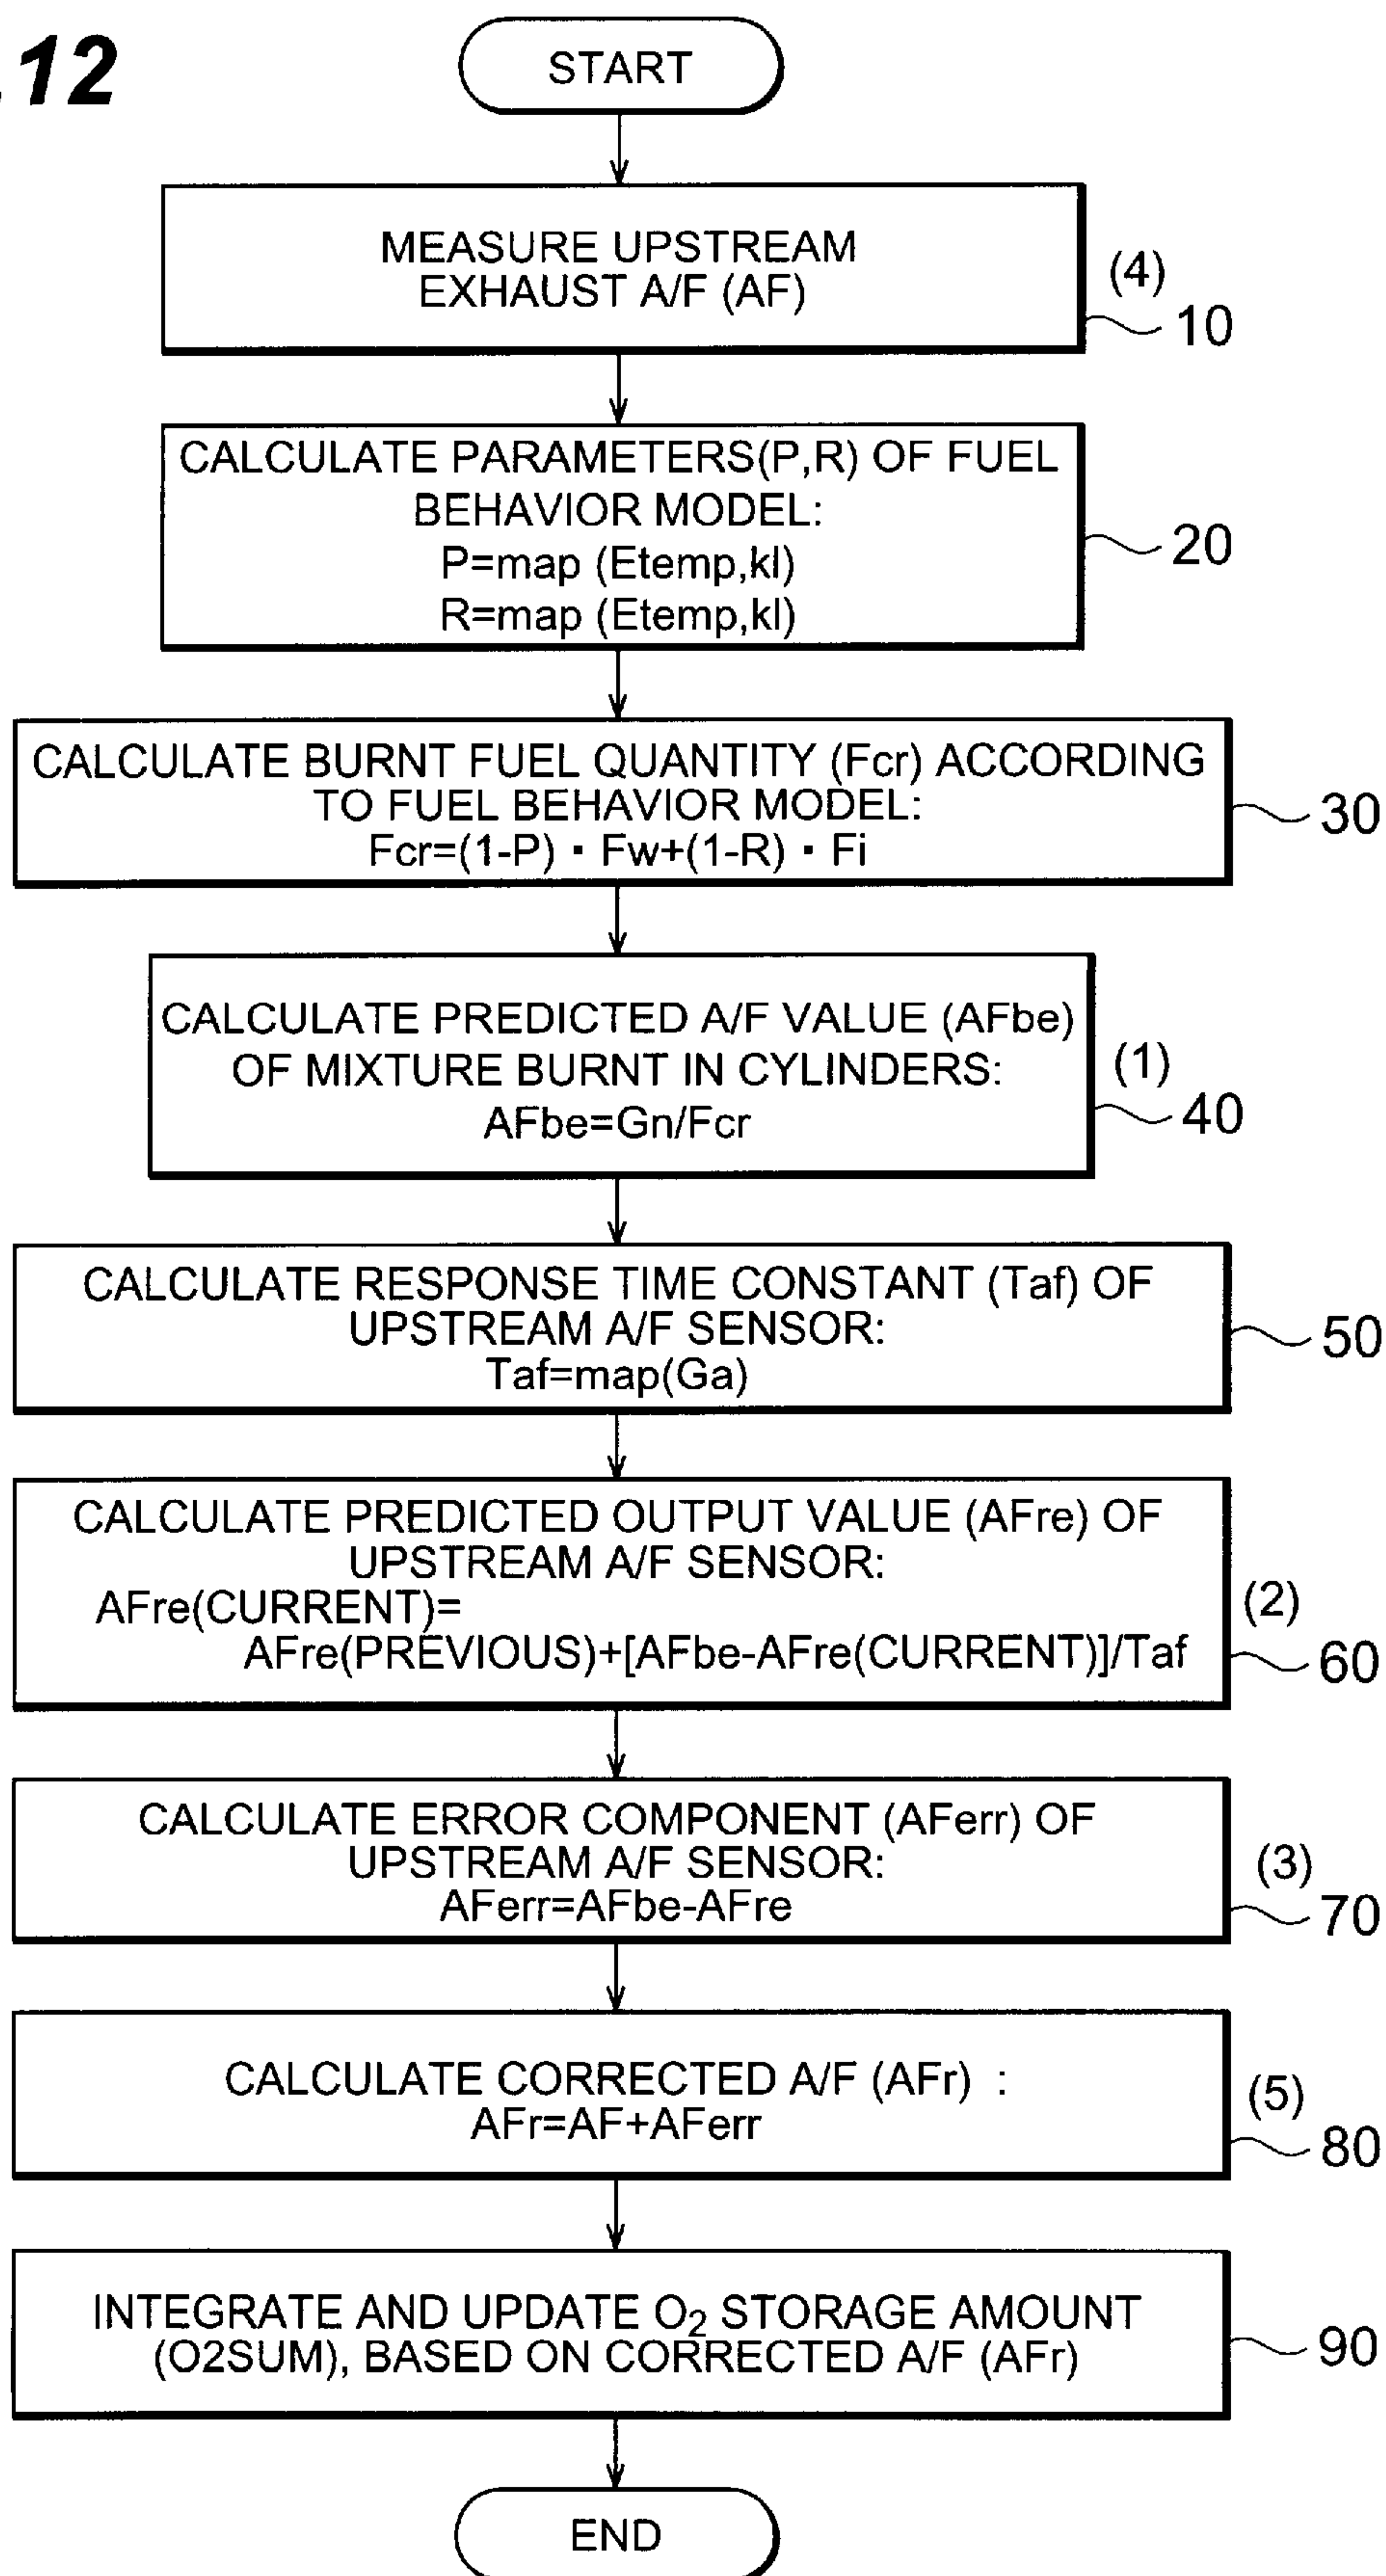 .12
START
MEASURE UPSTREAM
EXHAUST A/F (AF)
(4)
10
CALCULATE PARAMETERS(P,R) OF FUEL
BEHAVIOR MODEL:
P=map (Etemp,kl)
R=map (Etemp,kl)
20
CALCULATE BURNT FUEL QUANTITY (Fcr) ACCORDING
TO FUEL BEHAVIOR MODEL:
Fcr=(1-P) · Fw+(1-R) · Fi
30
CALCULATE PREDICTED A/F VALUE (AFbe)
OF MIXTURE BURNT IN CYLINDERS:
AFbe=Gn/Fcr
(1)
40
CALCULATE RESPONSE TIME CONSTANT (Taf) OF
UPSTREAM A/F SENSOR:
Taf=map(Ga)
50
CALCULATE PREDICTED OUTPUT VALUE (AFre) OF
UPSTREAM A/F SENSOR:
AFre(CURRENT)=
AFre(PREVIOUS)+[AFbe-AFre(CURRENT)]/Taf
(2)
60
CALCULATE ERROR COMPONENT (AFerr) OF
UPSTREAM A/F SENSOR:
AFerr=AFbe-AFre
(3)
70
CALCULATE CORRECTED A/F (AFr) :
AFr=AF+AFerr
(5)
80
INTEGRATE AND UPDATE O₂ STORAGE AMOUNT
(O2SUM), BASED ON CORRECTED A/F (AFr)
90
END